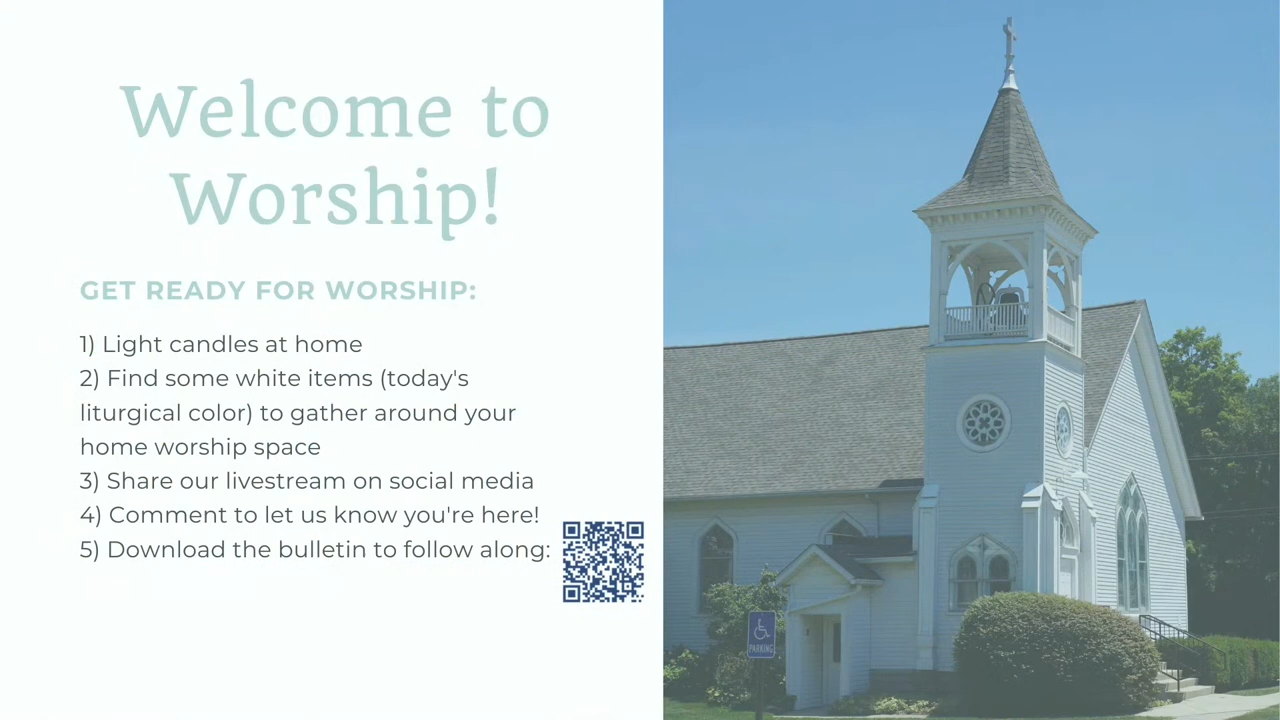 Welcome to
Worship!
GET READY FOR WORSHIP:
1) Light candles at home
2) Find some white items (today's
liturgical color) to gather around your
home worship space
3) Share our livestream on social media
4) Comment to let us know you're here!
5) Download the bulletin to follow along:
PARKING